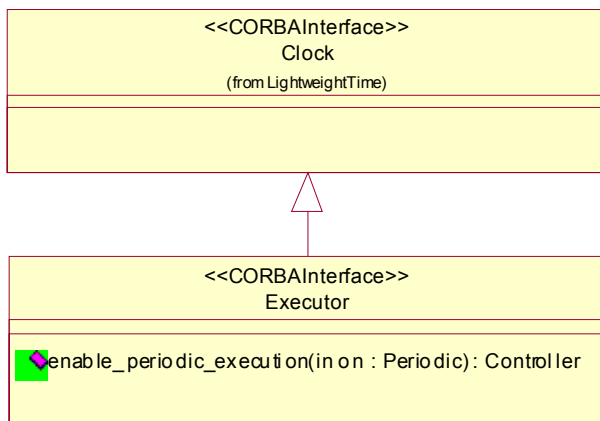 <<CORBAInterface>>
Clock
(from LightweightTime)
<<CORBAInterface>>
Executor
enable_periodic_execution(in on : Periodic) : Controller